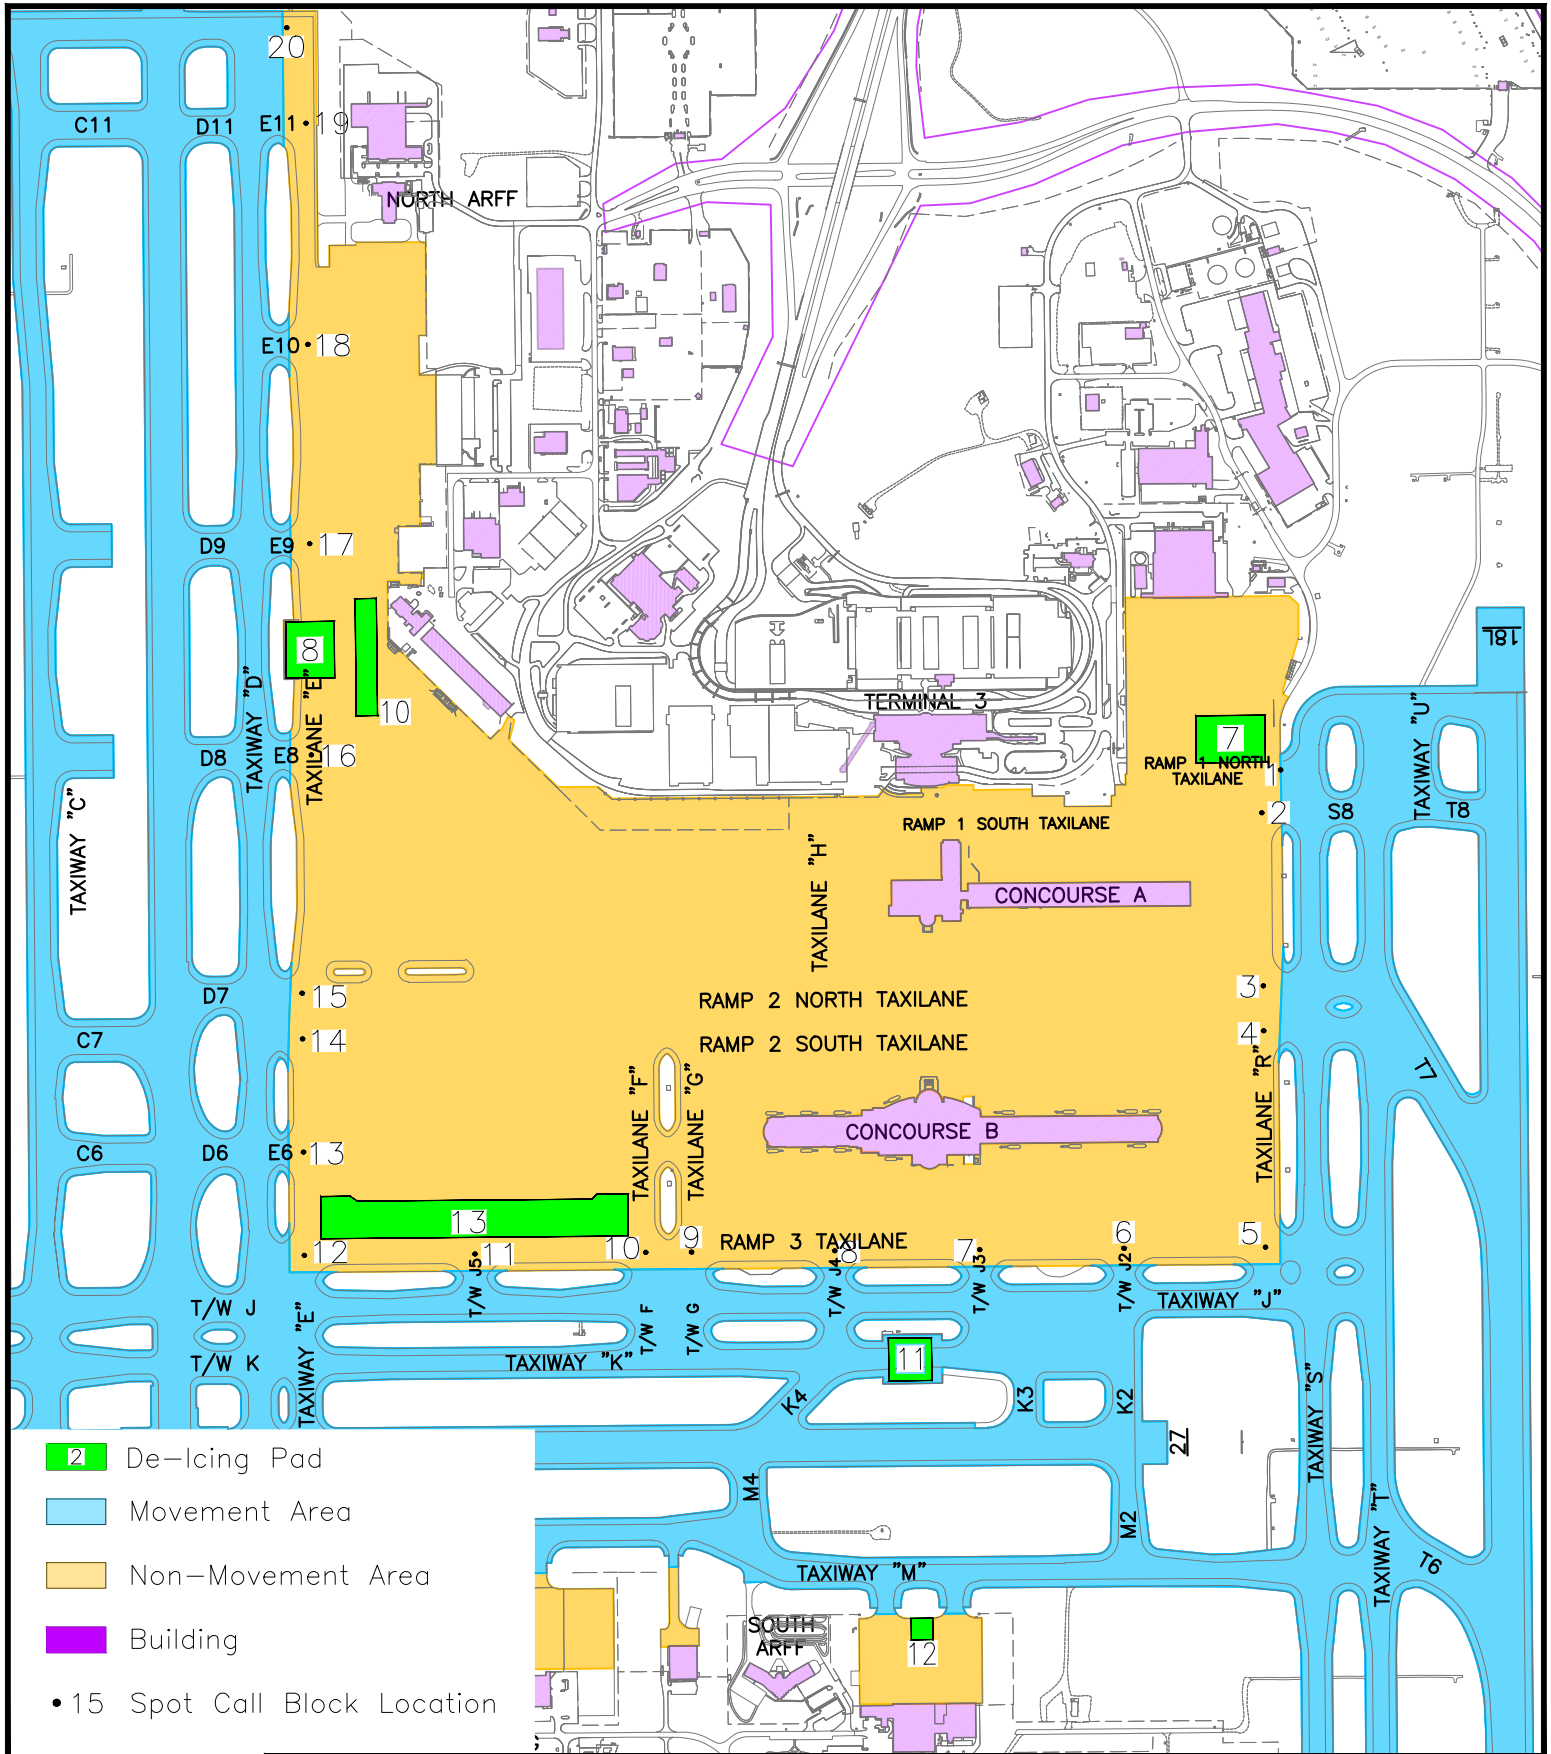 20
C11
D11
E11
19
NORTH ARFF
E10
18
D9
E9
17
8
10
TAXIWAY "D"
TAXILANE "E"
D8
E8
16
TAXIWAY "C"
TERMINAL 3
18L
TAXIWAY "U"
7
RAMP 1 NORTH
TAXILANE
1
2
S8
T8
RAMP 1 SOUTH TAXILANE
TAXILANE "H"
CONCOURSE A
D7
15
RAMP 2 NORTH TAXILANE
3
C7
14
RAMP 2 SOUTH TAXILANE
4
TAXILANE "F"
TAXILANE "G"
TAXILANE "R"
T7
CONCOURSE B
C6
D6
E6
13
13
12
11
10
9
RAMP 3 TAXILANE
8
7
6
5
T/W J5
T/W J4
T/W J3
T/W J2
T/W J
TAXIWAY "E"
T/W F
T/W G
TAXIWAY "J"
T/W K
TAXIWAY "K"
11
K4
K3
K2
TAXIWAY "S"
27
M4
M2
TAXIWAY "T"
T6
TAXIWAY "M"
SOUTH
ARFF
12
2 De-Icing Pad
Movement Area
Non-Movement Area
Building
•15 Spot Call Block Location